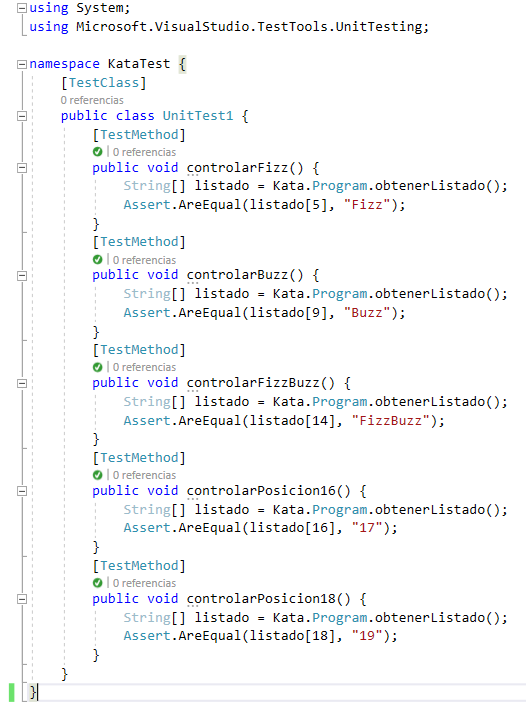 using System;
using Microsoft.VisualStudio.TestTools.UnitTesting;
namespace KataTest {
[TestClass]
0 referencias
public class UnitTest1 {
[TestMethod]
| 0 referencias
public void controlarFizz() {
String[] listado = Kata.Program.obtenerListado();
Assert.AreEqual(listado[5], "Fizz");
}
[TestMethod]
| 0 referencias
public void controlarBuzz() {
String[] listado = Kata.Program.obtenerListado();
Assert.AreEqual(listado[9], "Buzz");
}
[TestMethod]
| 0 referencias
public void controlarFizzBuzz() {
String[] listado = Kata.Program.obtenerListado();
Assert.AreEqual(listado[14], "FizzBuzz");
}
[TestMethod]
| 0 referencias
public void controlarPosicion16() {
String[] listado = Kata.Program.obtenerListado();
Assert.AreEqual(listado[16], "17");
}
[TestMethod]
| 0 referencias
public void controlarPosicion18() {
String[] listado = Kata.Program.obtenerListado();
Assert.AreEqual(listado[18], "19");
}
}
}